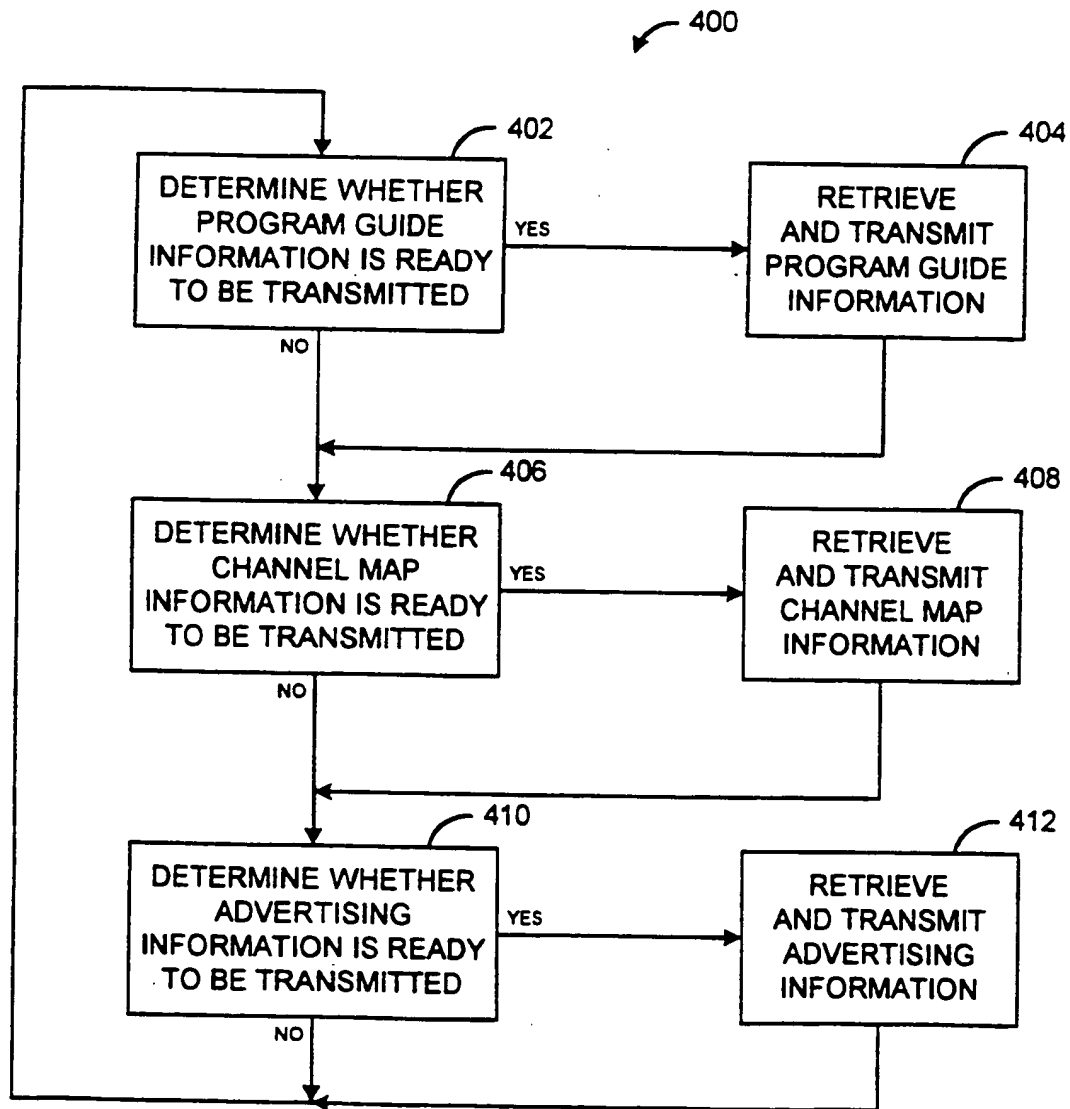 400
402
DETERMINE WHETHER
PROGRAM GUIDE
INFORMATION IS READY
TO BE TRANSMITTED
YES
404
RETRIEVE
AND TRANSMIT
PROGRAM GUIDE
INFORMATION
NO
406
DETERMINE WHETHER
CHANNEL MAP
INFORMATION IS READY
TO BE TRANSMITTED
YES
408
RETRIEVE
AND TRANSMIT
CHANNEL MAP
INFORMATION
NO
410
DETERMINE WHETHER
ADVERTISING
INFORMATION IS READY
TO BE TRANSMITTED
YES
412
RETRIEVE
AND TRANSMIT
ADVERTISING
INFORMATION
NO